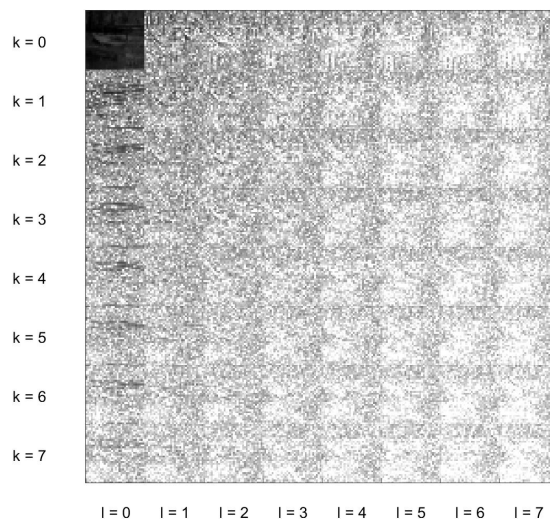 k = 0
k = 1
k = 2
k = 3
k = 4
k = 5
k = 6
k = 7
l = 0 l = 1 l = 2 l = 3 l = 4 l = 5 l = 6 l = 7